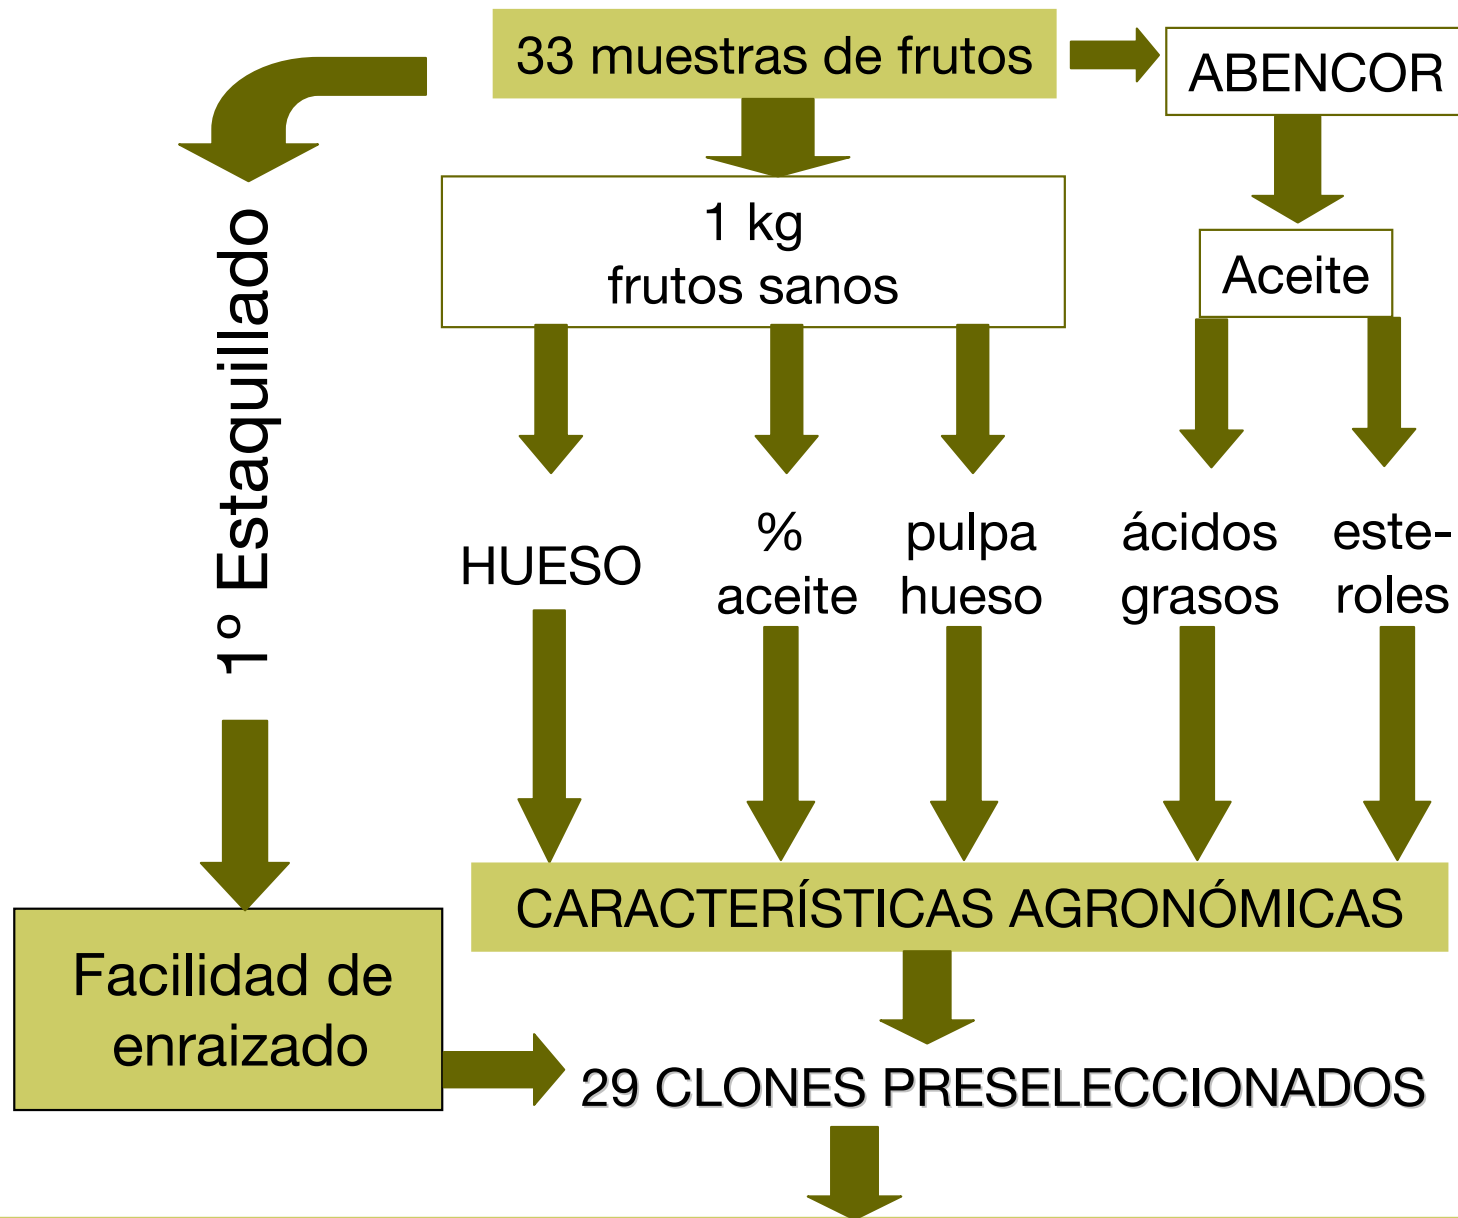 33 muestras de frutos
ABENCOR
1 kg
frutos sanos
Aceite
1º Estaquillado
HUESO
%
aceite
pulpa
hueso
ácidos
grasos
este-
roles
CARACTERÍSTICAS AGRONÓMICAS
Facilidad de
enraizado
29 CLONES PRESELECCIONADOS